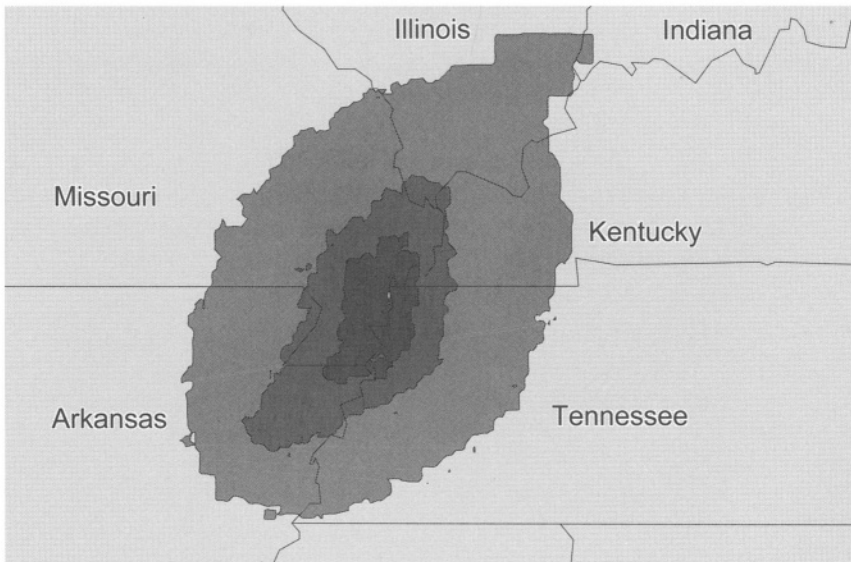 Illinois
Indiana
Missouri
Kentucky
Arkansas
Tennessee